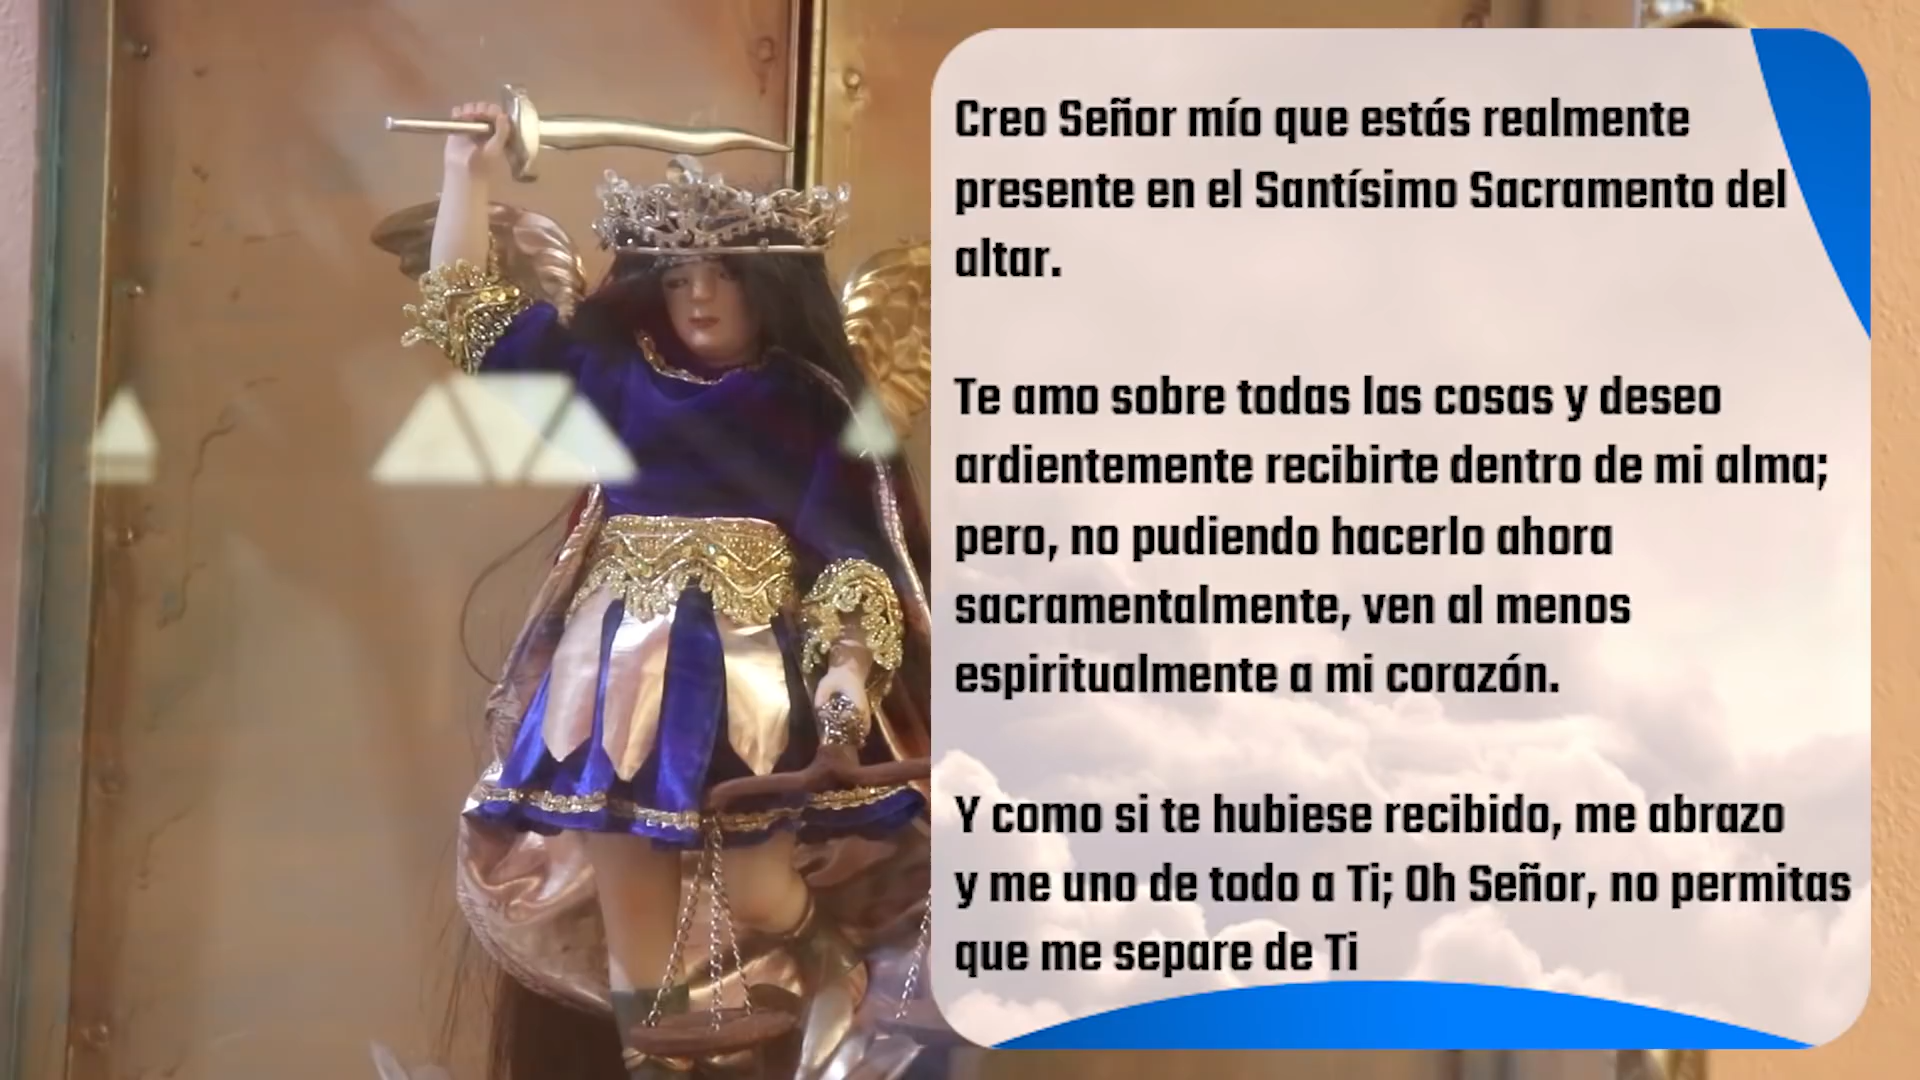 Creo Señor mío que estás realmente
presente en el Santísimo Sacramento del
altar.
Te amo sobre todas las cosas y deseo
ardientemente recibirte dentro de mi alma;
pero, no pudiendo hacerlo ahora
sacramentalmente, ven al menos
espiritualmente a mi corazón.
Y como si te hubiese recibido, me abrazo
y me uno de todo a Ti; Oh Señor, no permitas
que me separe de Ti